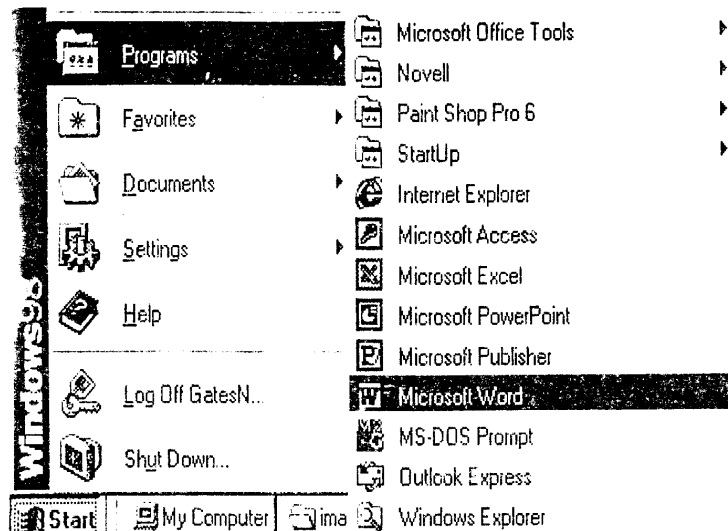 Programs
Favorites
Documents
Settings
Help
Log Off GatesN...
Shut Down...
Windows98
Microsoft Office Tools
Novell
Paint Shop Pro 6
StartUp
Internet Explorer
Microsoft Access
Microsoft Excel
Microsoft PowerPoint
Microsoft Publisher
Microsoft Word
MS-DOS Prompt
Outlook Express
Windows Explorer
Start
My Computer
ima